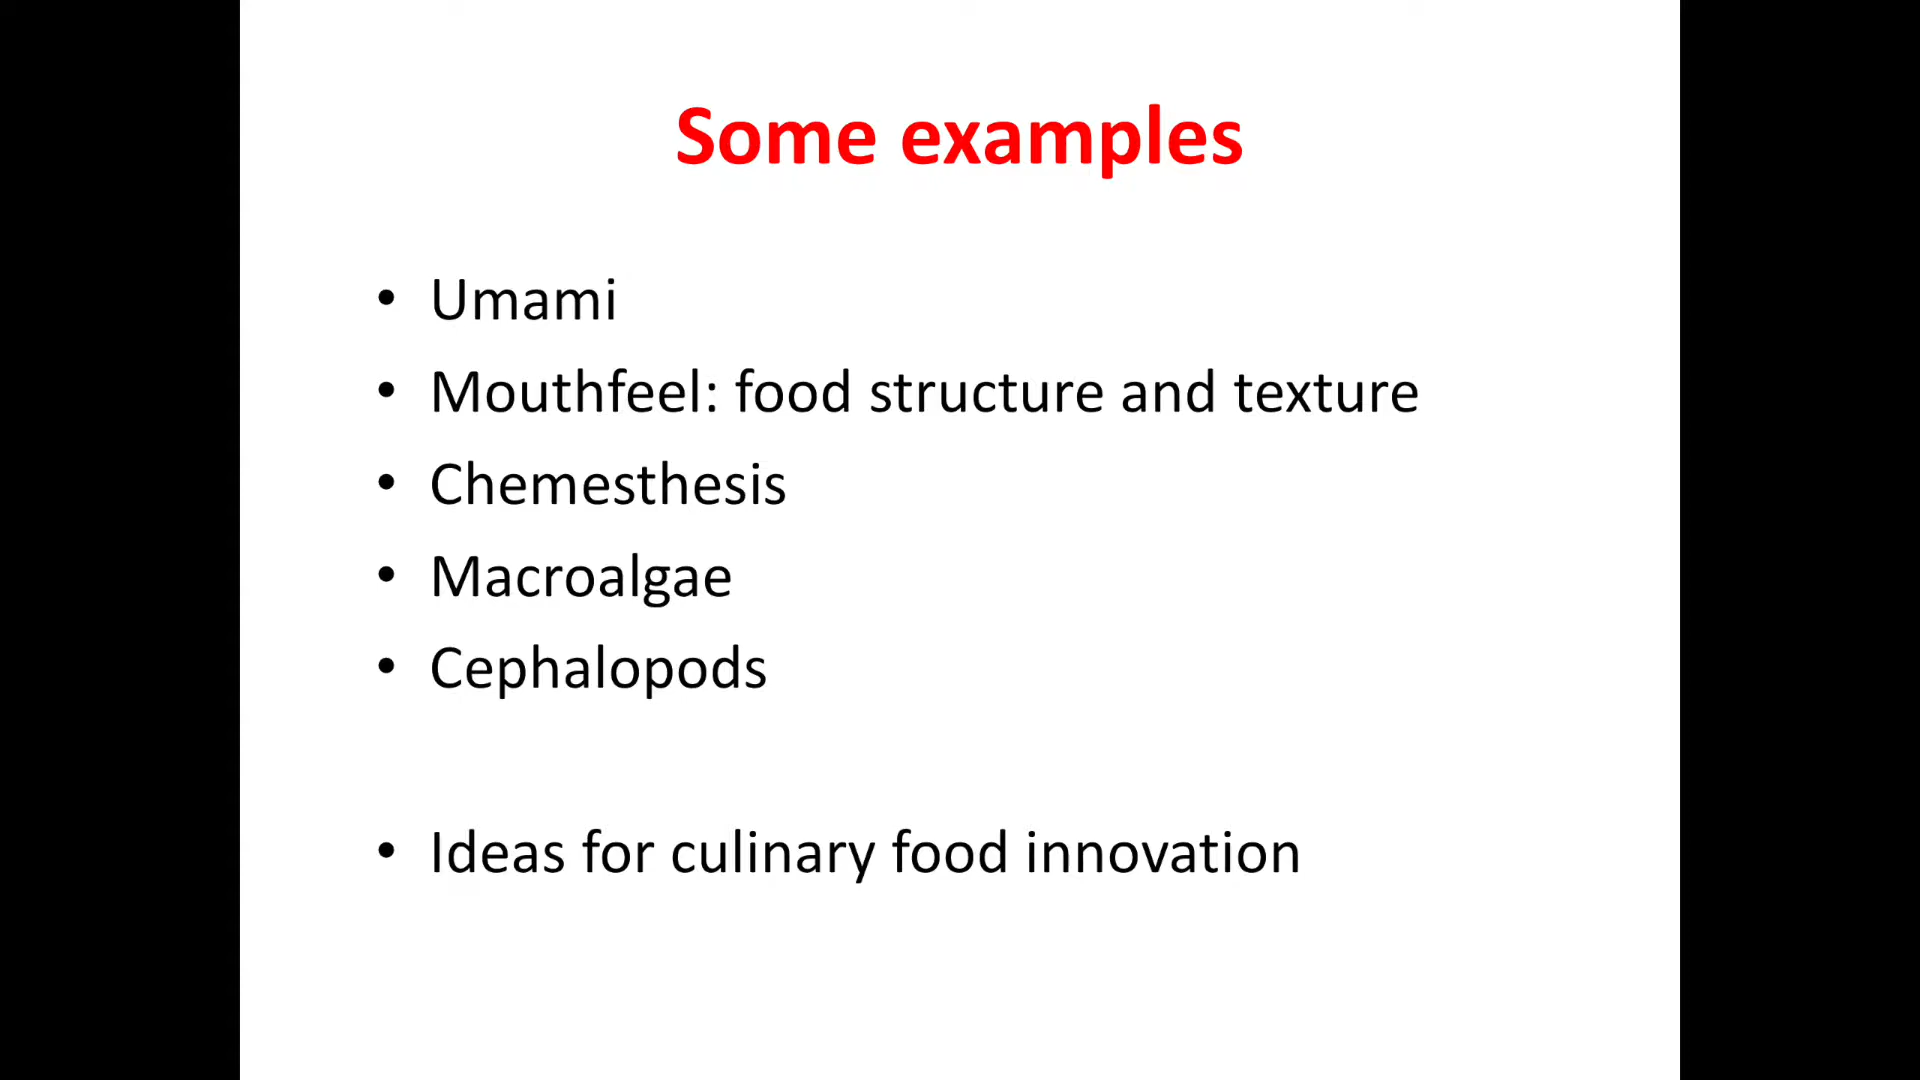 Some examples
• Umami
• Mouthfeel: food structure and texture
• Chemesthesis
• Macroalgae
• Cephalopods
• Ideas for culinary food innovation